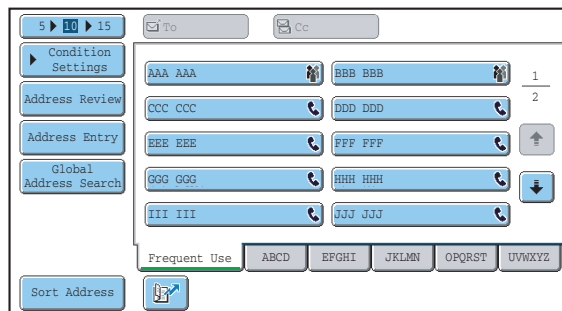 5 10 15
To
Cc
Condition
Settings
Address Review
Address Entry
Global
Address Search
Sort Address
AAA AAA
BBB BBB
CCC CCC
DDD DDD
EEE EEE
FFF FFF
GGG GGG
HHH HHH
III III
JJJ JJJ
1
2
Frequent Use
ABCD
EFGHI
JKLMN
OPQRST
UVWXYZ